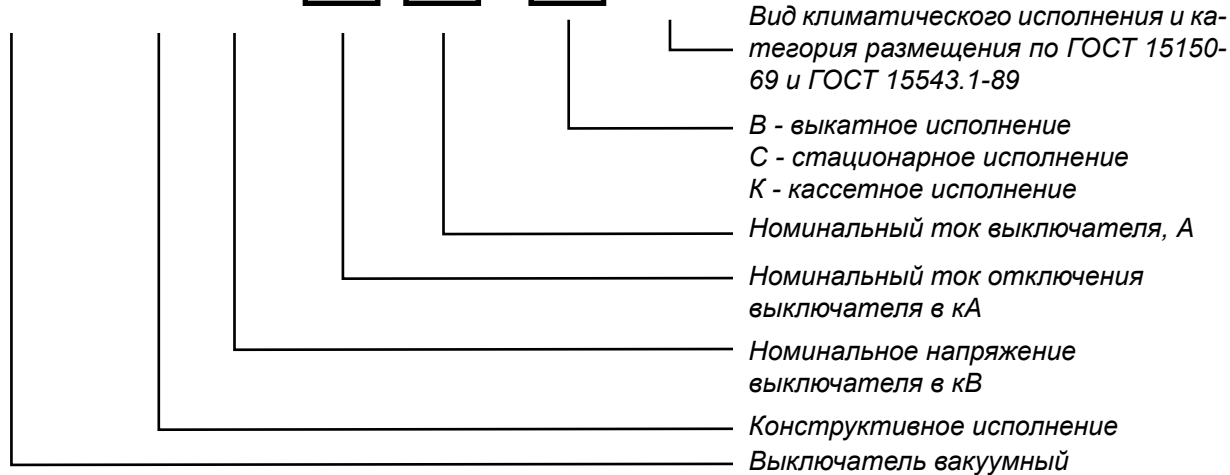 Вид климатического исполнения и ка-
тегория размещения по ГОСТ 15150-
69 и ГОСТ 15543.1-89
В - выкатное исполнение
С - стационарное исполнение
К - кассетное исполнение
Номинальный ток выключателя, А
Номинальный ток отключения
выключателя в кА
Номинальное напряжение
выключателя в кВ
Конструктивное исполнение
Выключатель вакуумный